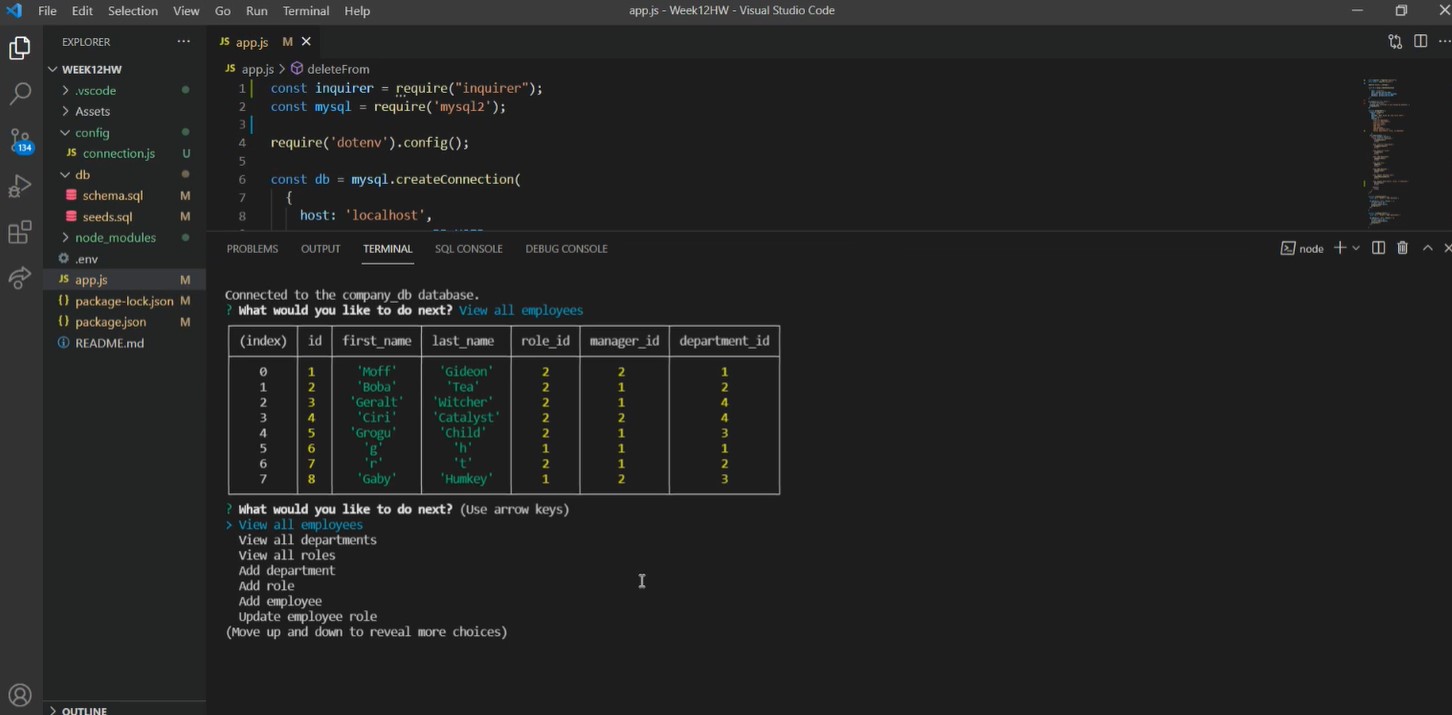 File Edit Selection View Go Run Terminal Help
app.js - Week12HW - Visual Studio Code
EXPLORER
WEEK12HW
.vscode
Assets
config
JS connection.js U
db
schema.sql M
seeds.sql M
node_modules
.env
JS app.js M
{} package-lock.json M
{} package.json M
README.md
OUTLINE
134
JS app.js M
JS app.js > deleteFrom
1 const inquirer = require("inquirer");
2 const mysql = require('mysql2');
3
4 require('dotenv').config();
5
6 const db = mysql.createConnection(
7 {
8 host: 'localhost',
PROBLEMS OUTPUT TERMINAL SQL CONSOLE DEBUG CONSOLE
node
Connected to the company_db database.
? What would you like to do next? View all employees
(index) id first_name last_name role_id manager_id department_id
0 1 'Moff' 'Gideon' 2 2 1
1 2 'Boba' 'Tea' 2 1 2
2 3 'Geralt' 'Witcher' 2 1 4
3 4 'Ciri' 'Catalyst' 2 2 4
4 5 'Grogu' 'Child' 2 1 3
5 6 'g' 'h' 1 1 1
6 7 'r' 't' 2 1 2
7 8 'Gaby' 'Humkey' 1 2 3
? What would you like to do next? (Use arrow keys)
> View all employees
View all departments
View all roles
Add department
Add role
Add employee
Update employee role
(Move up and down to reveal more choices)